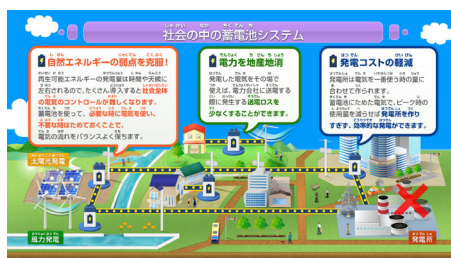 社会の中の蓄電池システム
自然エネルギーの弱点を克服！
再生可能エネルギーの発電量は時間や天候に
左右されるので、たくさん導入すると社会全体
の電気のコントロールが難しくなります。
蓄電池を使って、必要な時に電気を使い、
不要な時はためておくことで、
電気の流れをバランスよく保ちます。
電力を地産地消
発電した電気をその場で
使えば、電力会社に送電する
際に発生する送電ロスを
少なくすることができます。
発電コストの軽減
発電所は電気を一番使う時の量に
合わせて作られます。
蓄電池にためた電気で、ピーク時の
使用量を減らせば発電所を作り
すぎず、効率的な発電ができます。
太陽光発電
風力発電
発電所